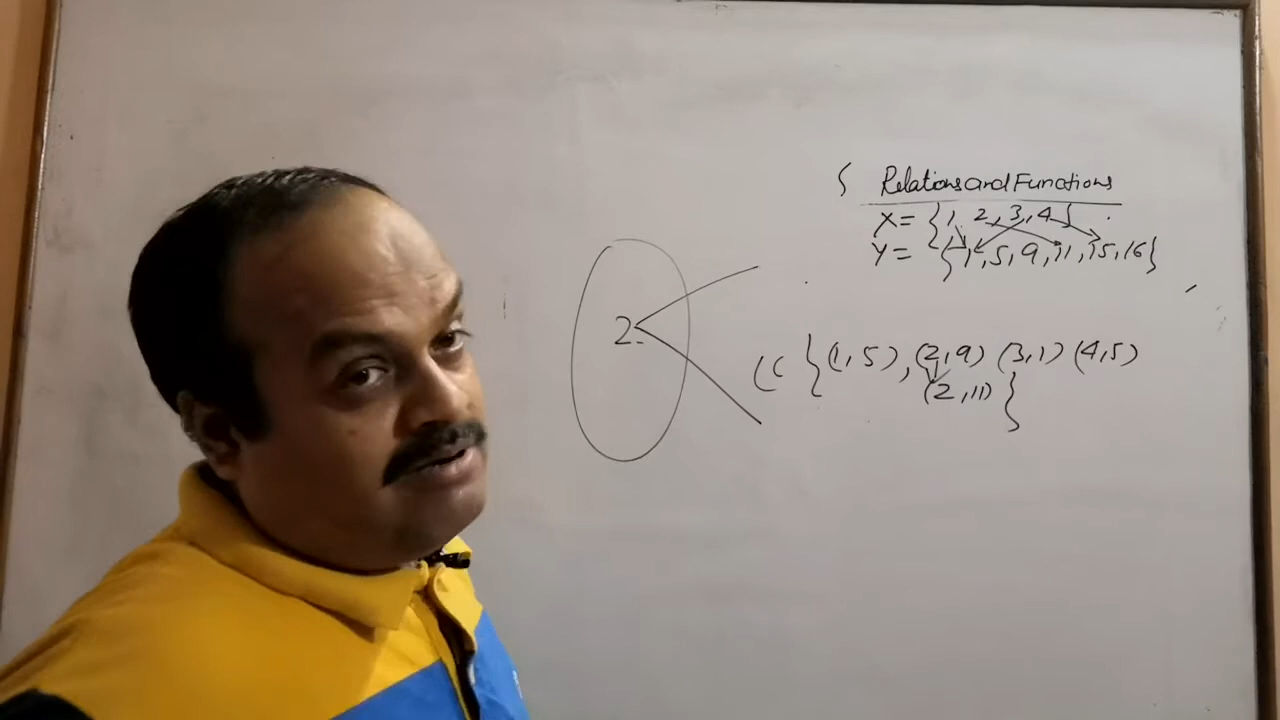 Relations and Functions
X = {1, 2, 3, 4}
Y = {1, 5, 9, 11, 15, 16}
2.
{(1, 5), (2, 9) (3, 1) (4, 5)
(2, 11) }